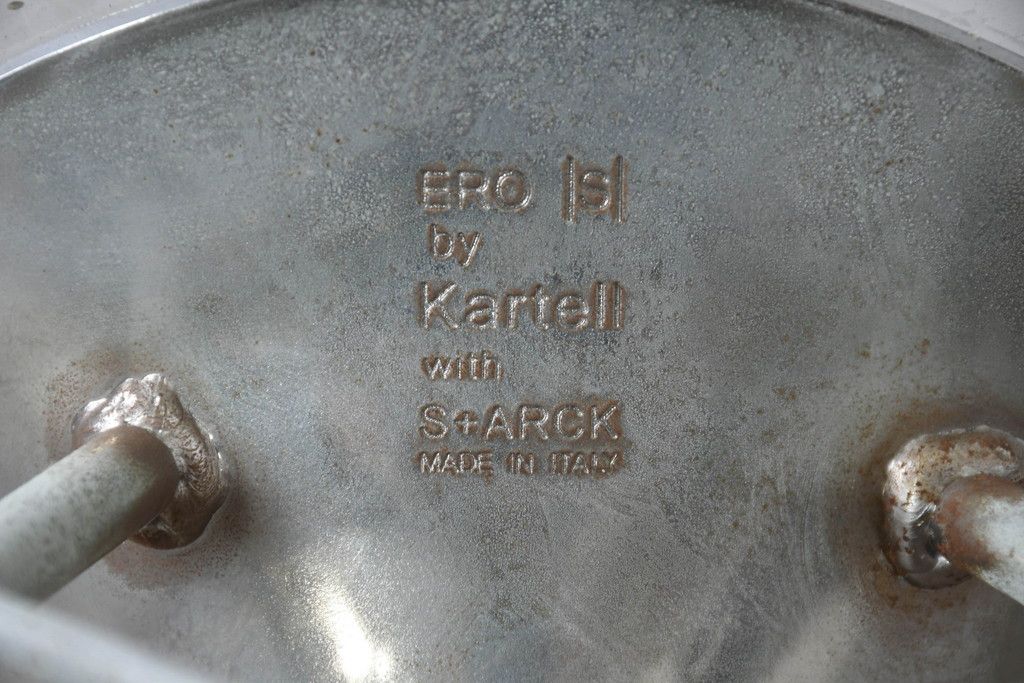 ERO |S|
by
Kartell
with
S+ARCK
MADE IN ITALY